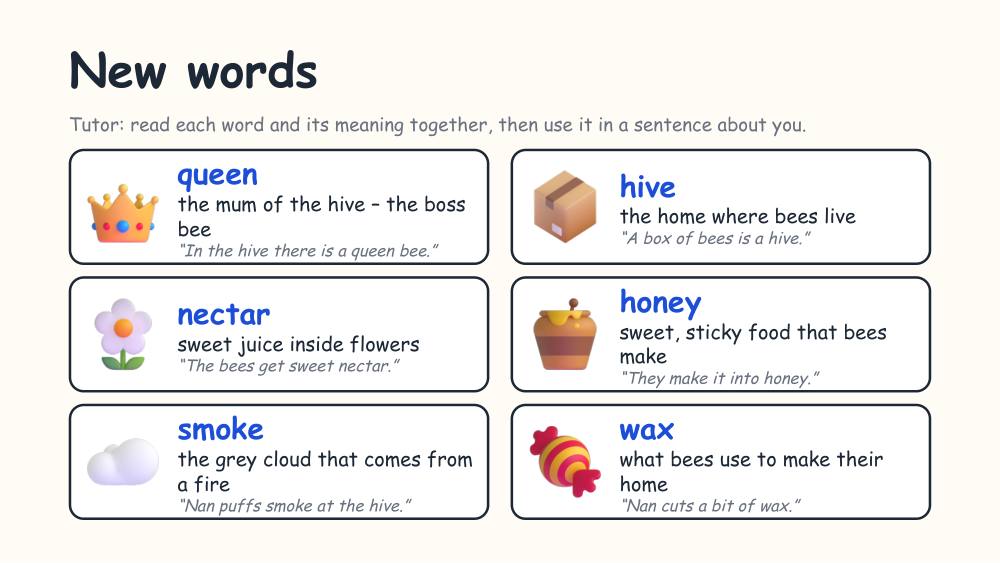 New words
Tutor: read each word and its meaning together, then use it in a sentence about you.
queen
the mum of the hive – the boss
bee
"In the hive there is a queen bee."
hive
the home where bees live
"A box of bees is a hive."
nectar
sweet juice inside flowers
"The bees get sweet nectar."
honey
sweet, sticky food that bees
make
"They make it into honey."
smoke
the grey cloud that comes from
a fire
"Nan puffs smoke at the hive."
wax
what bees use to make their
home
"Nan cuts a bit of wax."